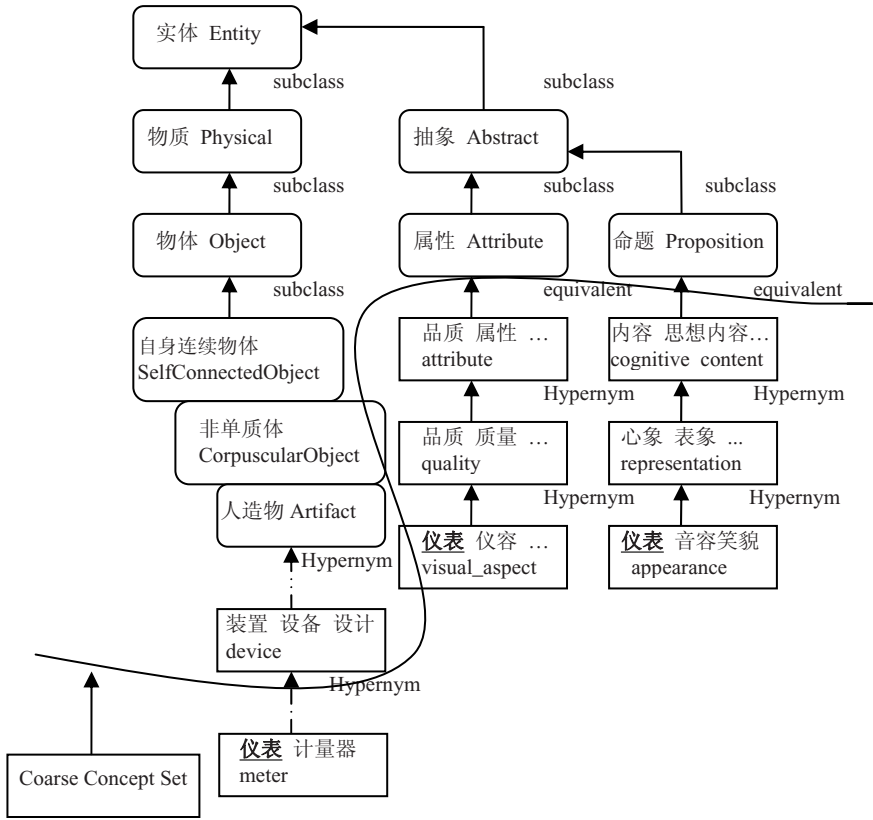 实体 Entity
subclass
subclass
物质 Physical
抽象 Abstract
subclass
subclass
subclass
物体 Object
属性 Attribute
命题 Proposition
subclass
equivalent
equivalent
自身连续物体
SelfConnectedObject
品质 属性 …
attribute
内容 思想内容…
cognitive content
Hypernym
Hypernym
非单质体
CorpuscularObject
品质 质量 …
quality
心象 表象 ...
representation
Hypernym
Hypernym
人造物 Artifact
仪表 仪容 …
visual_aspect
仪表 音容笑貌
appearance
Hypernym
装置 设备 设计
device
Hypernym
仪表 计量器
meter
Coarse Concept Set